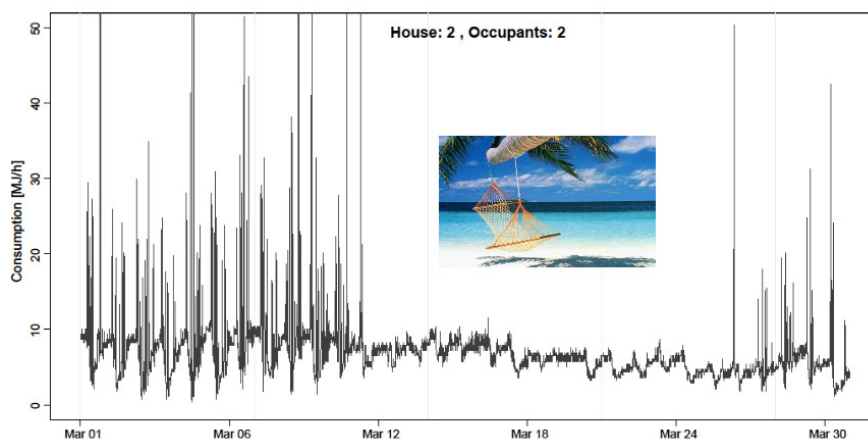 House: 2 , Occupants: 2
50
40
30
20
10
0
Consumption [MJ/h]
Mar 01 Mar 06 Mar 12 Mar 18 Mar 24 Mar 30